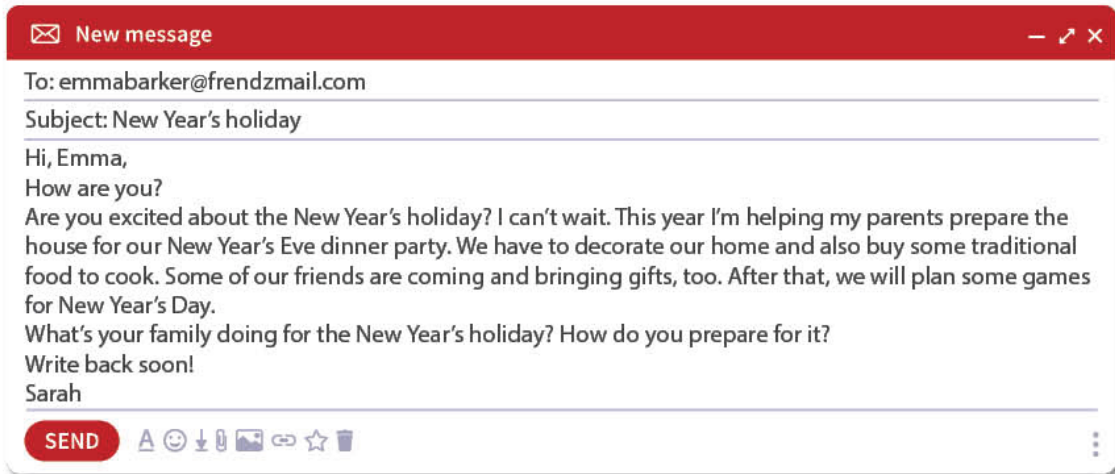 New message
To: emmabarker@frendzmail.com
Subject: New Year's holiday
Hi, Emma,
How are you?
Are you excited about the New Year's holiday? I can't wait. This year I'm helping my parents prepare the
house for our New Year's Eve dinner party. We have to decorate our home and also buy some traditional
food to cook. Some of our friends are coming and bringing gifts, too. After that, we will plan some games
for New Year's Day.
What's your family doing for the New Year's holiday? How do you prepare for it?
Write back soon!
Sarah
SEND A